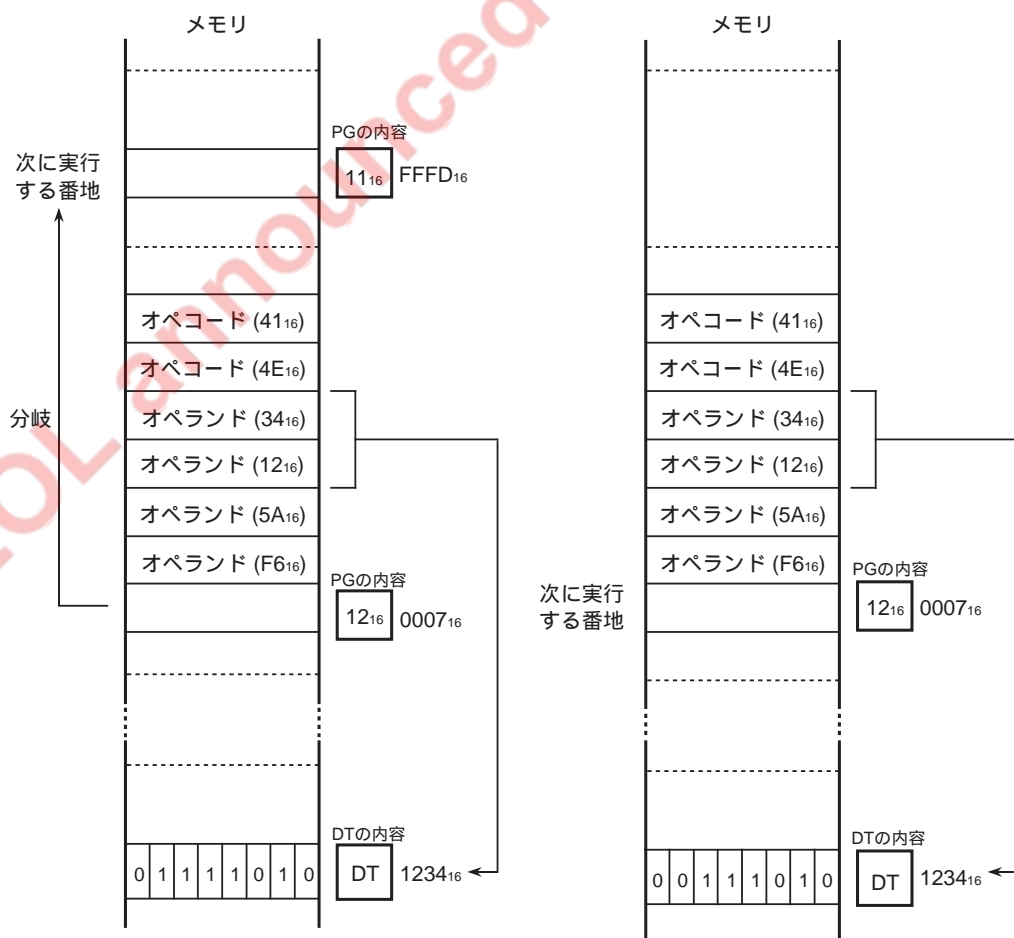 メモリ
PGの内容
11₁₆ FFFD₁₆
次に実行
する番地
オペコード (41₁₆)
オペコード (4E₁₆)
オペランド (34₁₆)
オペランド (12₁₆)
オペランド (5A₁₆)
オペランド (F6₁₆)
分岐
PGの内容
12₁₆ 0007₁₆
DTの内容
0 1 1 1 1 0 1 0
DT 1234₁₆
メモリ
オペコード (41₁₆)
オペコード (4E₁₆)
オペランド (34₁₆)
オペランド (12₁₆)
オペランド (5A₁₆)
オペランド (F6₁₆)
次に実行
する番地
PGの内容
12₁₆ 0007₁₆
DTの内容
0 0 1 1 1 0 1 0
DT 1234₁₆
OL announced